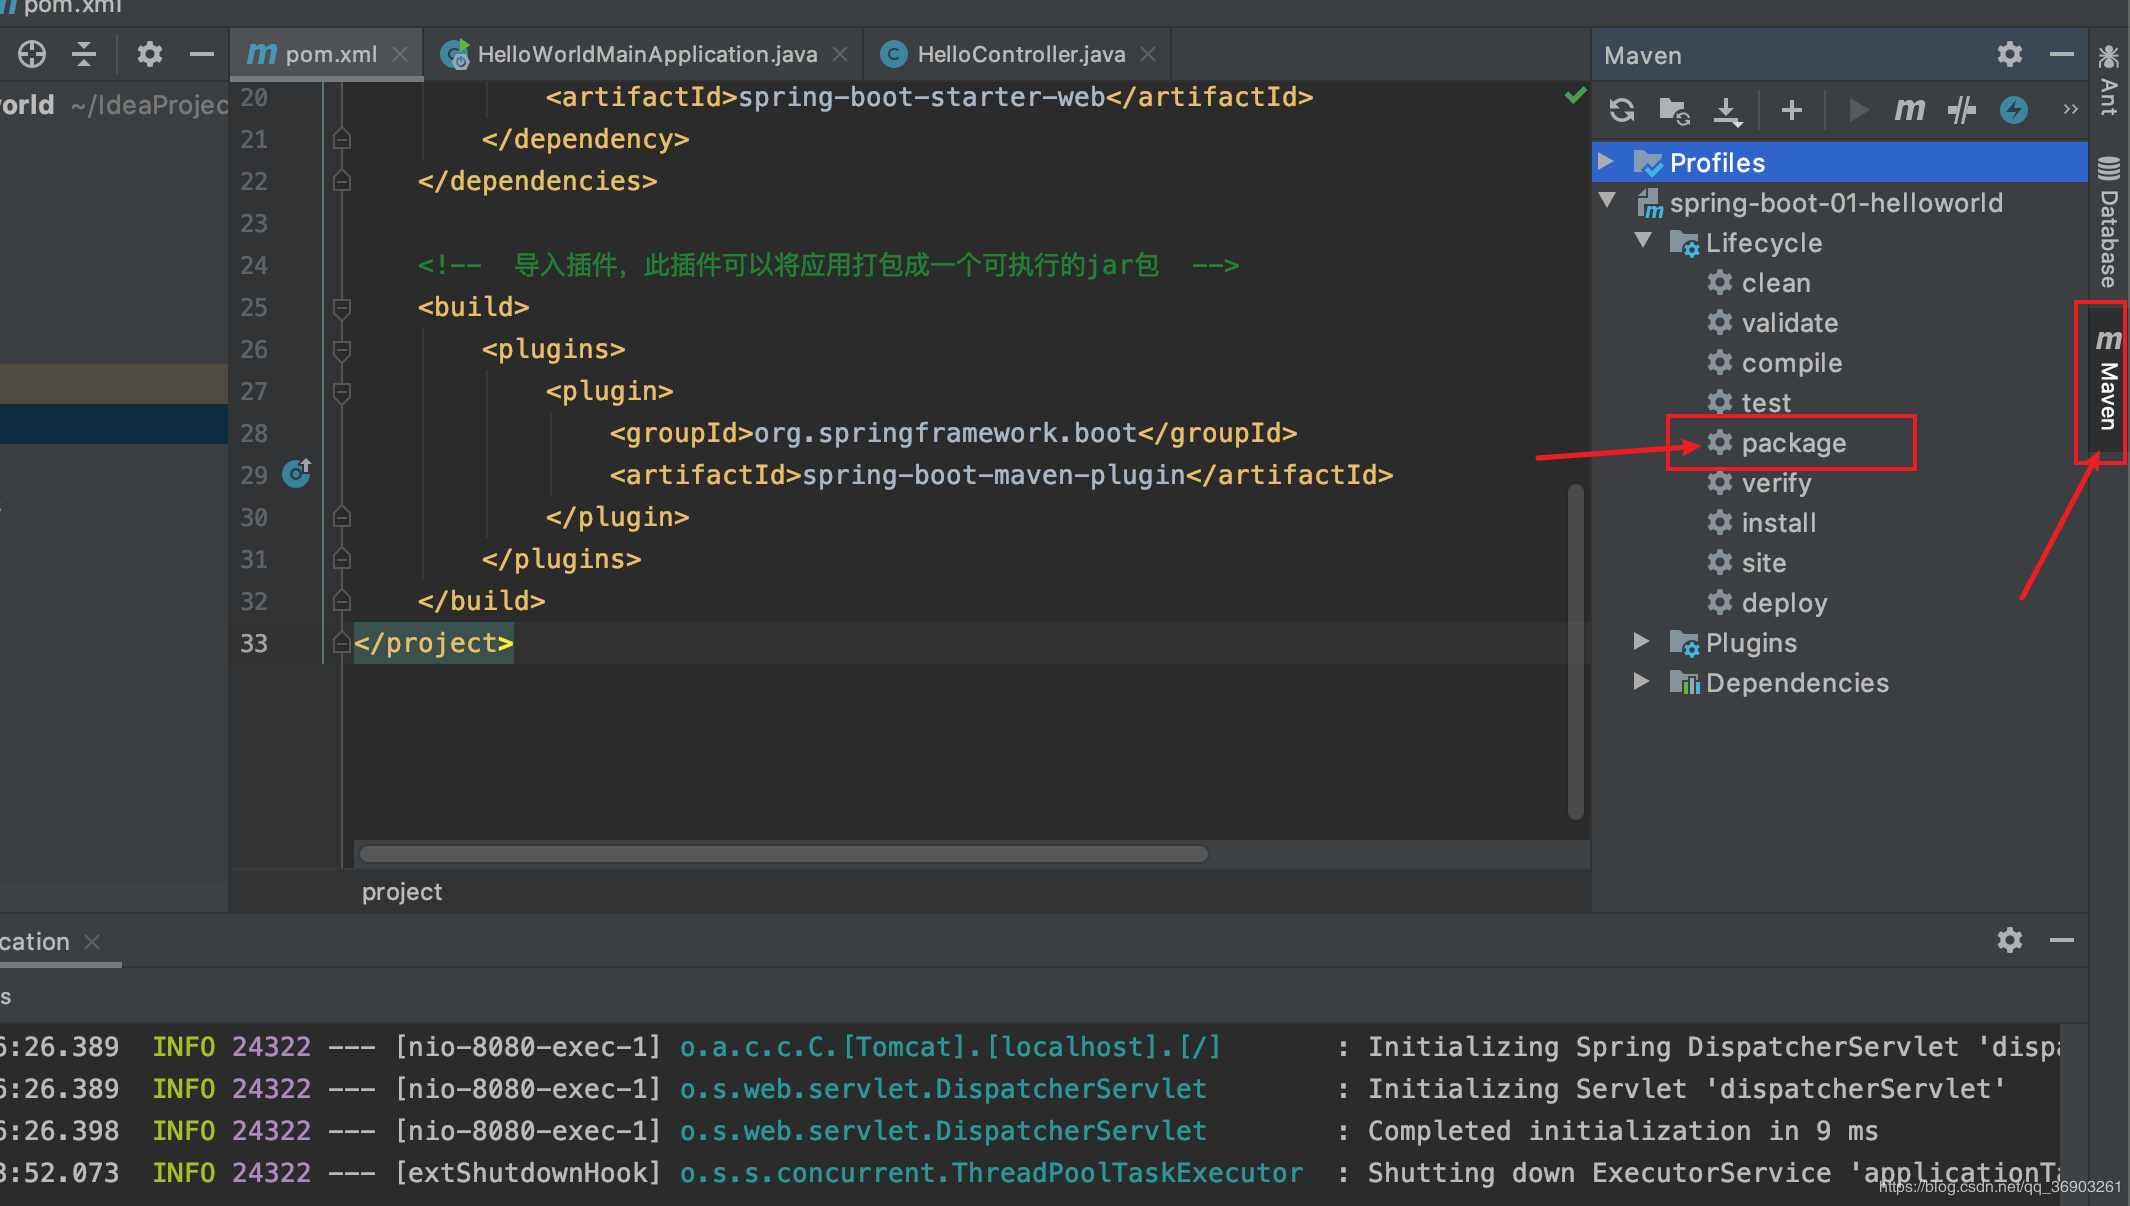 pom.xml
pom.xml
HelloWorldMainApplication.java
HelloController.java
Maven
world ~/IdeaProjec
20 <artifactId>spring-boot-starter-web</artifactId>
21 </dependency>
22 </dependencies>
23
24 <!-- 导入插件，此插件可以将应用打包成一个可执行的jar包 -->
25 <build>
26 <plugins>
27 <plugin>
28 <groupId>org.springframework.boot</groupId>
29 <artifactId>spring-boot-maven-plugin</artifactId>
30 </plugin>
31 </plugins>
32 </build>
33 </project>
project
Profiles
spring-boot-01-helloworld
Lifecycle
clean
validate
compile
test
package
verify
install
site
deploy
Plugins
Dependencies
Ant
Database
Maven
cation
s
6:26.389 INFO 24322 --- [nio-8080-exec-1] o.a.c.c.C.[Tomcat].[localhost].[/] : Initializing Spring DispatcherServlet 'dispa
6:26.389 INFO 24322 --- [nio-8080-exec-1] o.s.web.servlet.DispatcherServlet : Initializing Servlet 'dispatcherServlet'
6:26.398 INFO 24322 --- [nio-8080-exec-1] o.s.web.servlet.DispatcherServlet : Completed initialization in 9 ms
8:52.073 INFO 24322 --- [extShutdownHook] o.s.s.concurrent.ThreadPoolTaskExecutor : Shutting down ExecutorService 'applicationTa
https://blog.csdn.net/qq_36903261